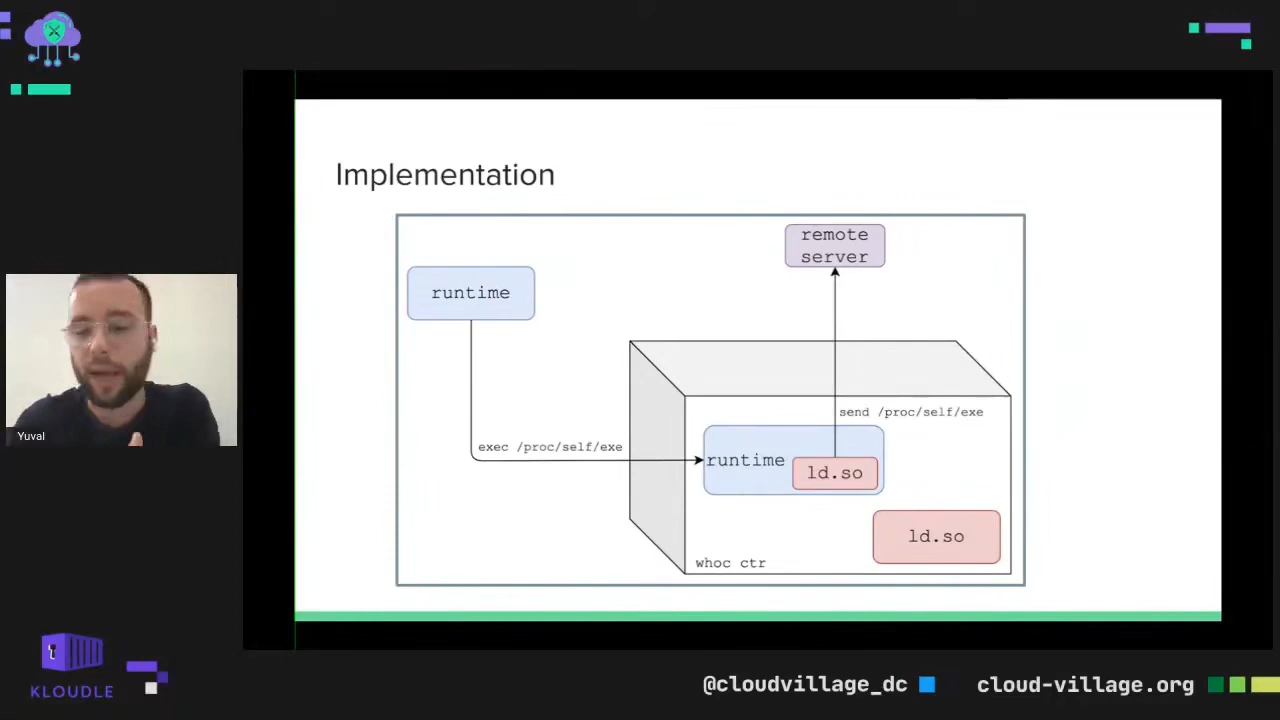 Implementation
remote
server
runtime
send /proc/self/exe
exec /proc/self/exe
runtime
ld.so
ld.so
whoc ctr
Yuval
KLOUDLE
@cloudvillage_dc
cloud-village.org